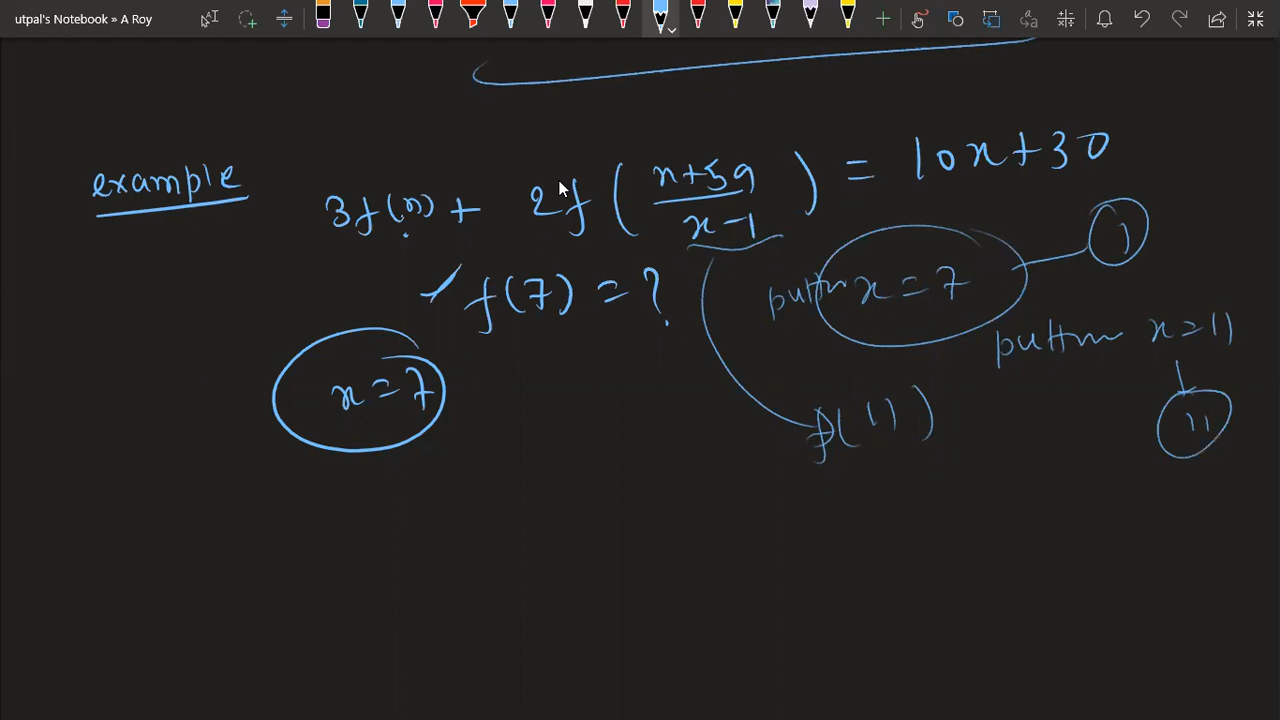 utpal's Notebook » A Roy
example 3f(x) + 2f((x+59)/(x-1)) = 10x+30
f(7) = ?
putting x = 7 — 1
putting x = 11
x = 7
f(11)
11